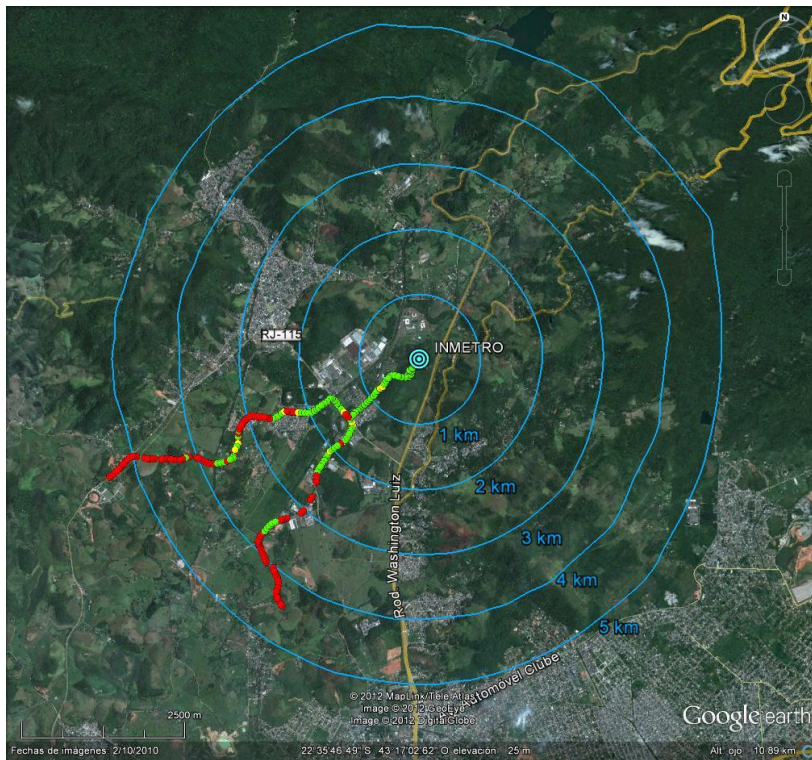 N
RJ-115
INMETRO
1 km
2 km
3 km
4 km
5 km
Rod. Washington Luiz
Automóvel Clube
© 2012 MapLink/Tele Atlas
Image © 2012 GeoEye
Image © 2012 DigitalGlobe
2500 m
Google earth
Fechas de imágenes: 2/10/2010
22°35'46.49" S 43°17'02.62" O elevación 25 m
Alt. ojo 10.89 km